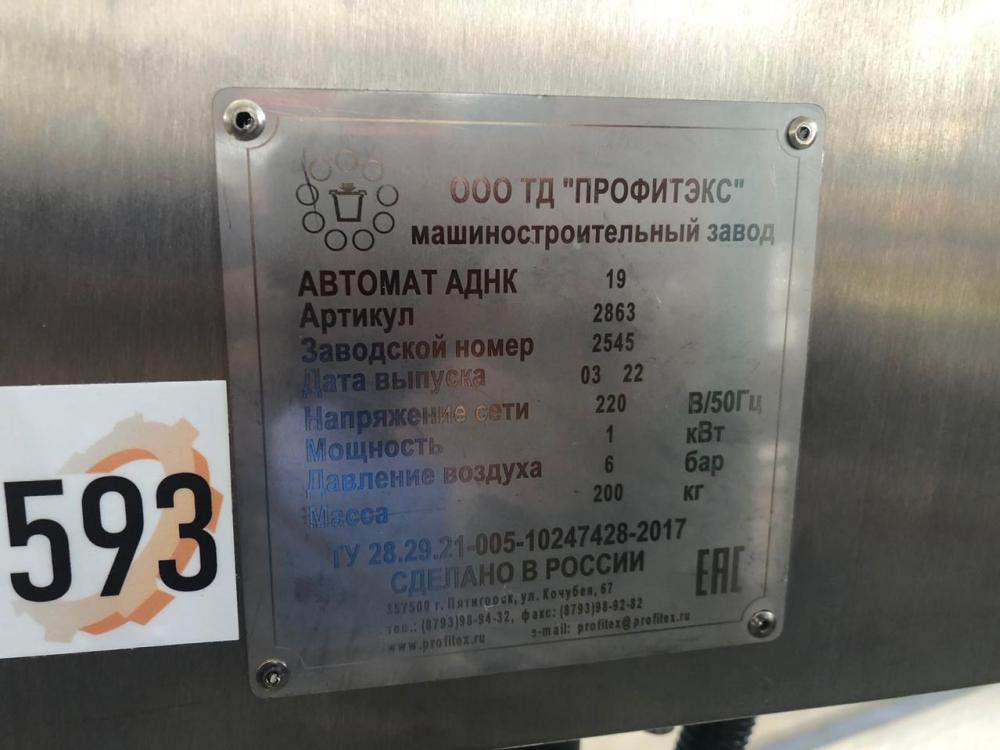 ООО ТД "ПРОФИТЭКС"
машиностроительный завод
АВТОМАТ АДНК 19
Артикул 2863
Заводской номер 2545
Дата выпуска 03 22
Напряжение сети 220 В/50Гц
Мощность 1 кВт
Давление воздуха 6 бар
Масса 200 кг
ТУ 28.29.21-005-10247428-2017
СДЕЛАНО В РОССИИ
EAC
357500 г. Пятигорск, ул. Кочубея, 67
тел.: (8793)98-94-32, факс: (8793)98-92-82
www.profitex.ru e-mail: profitex@profitex.ru
593